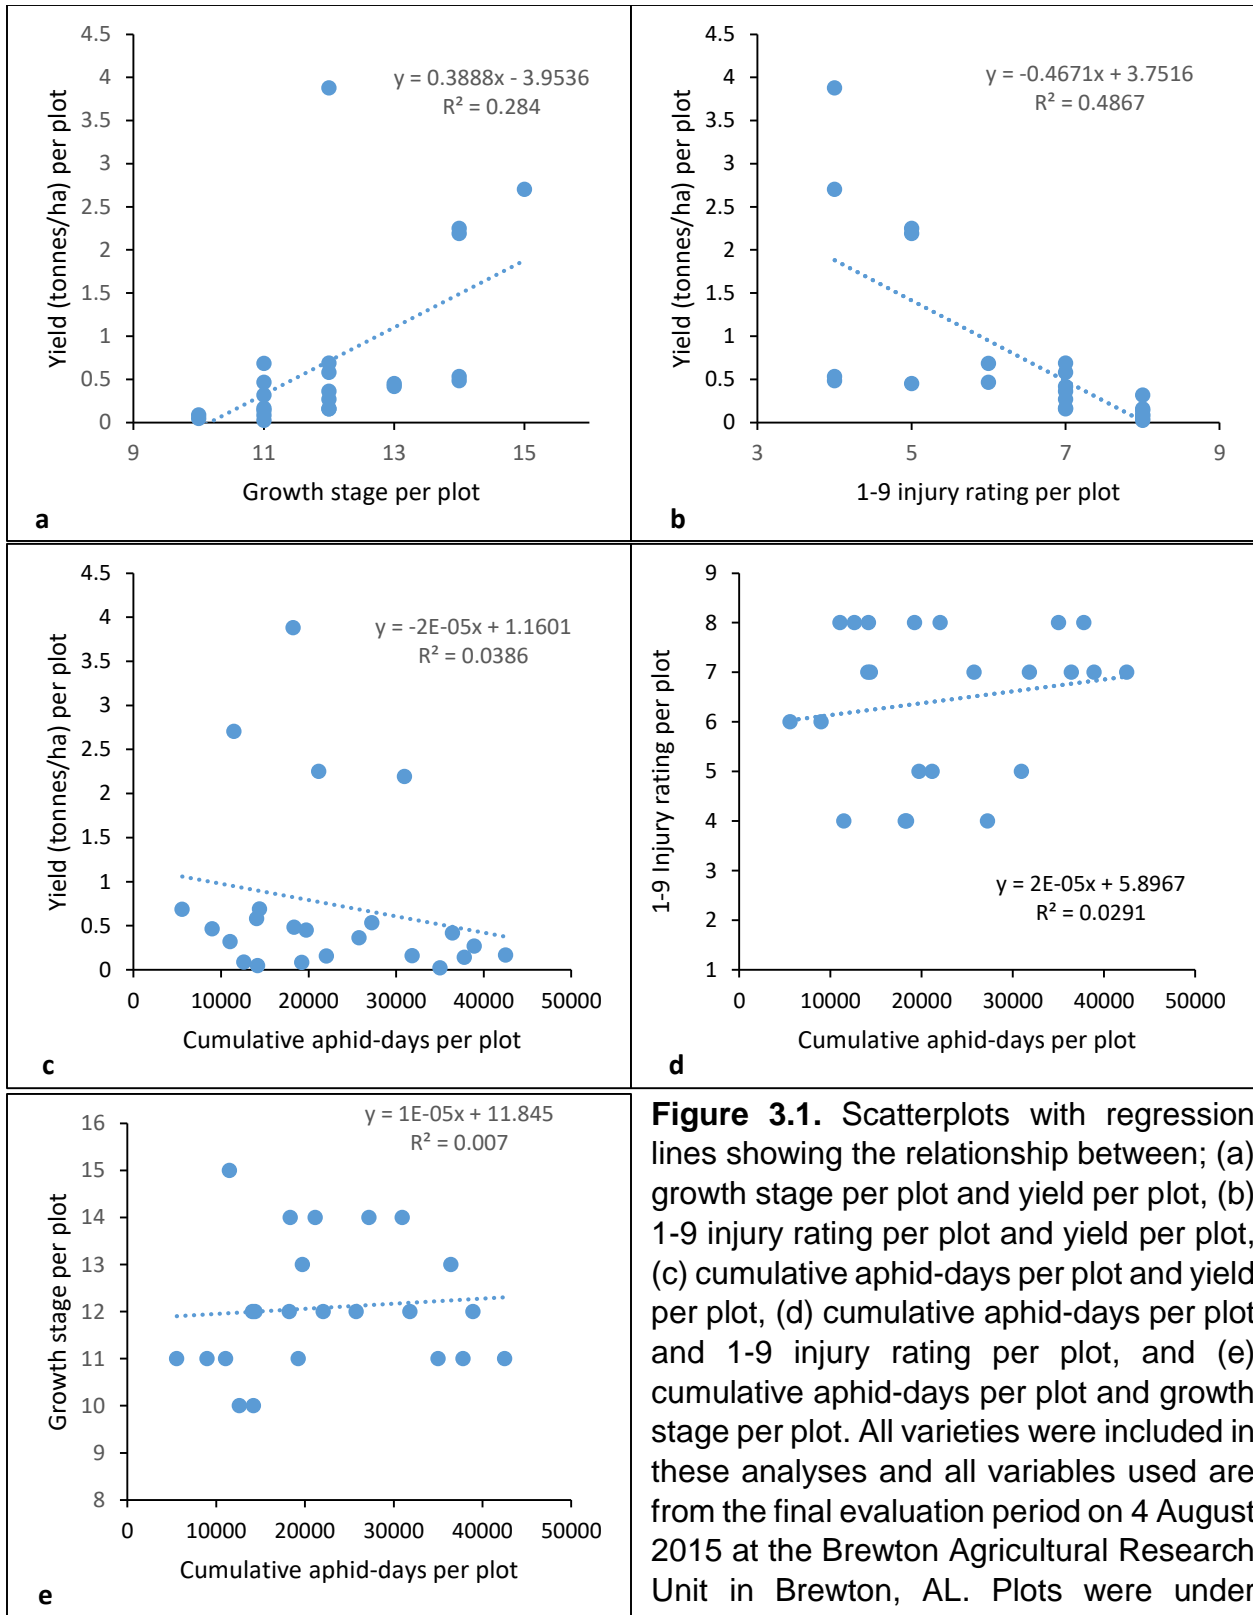 4.5
4
3.5
3
2.5
2
1.5
1
0.5
0
Yield (tonnes/ha) per plot
y = 0.3888x - 3.9536
R² = 0.284
9 11 13 15
Growth stage per plot
a
4.5
4
3.5
3
2.5
2
1.5
1
0.5
0
Yield (tonnes/ha) per plot
y = -0.4671x + 3.7516
R² = 0.4867
3 5 7 9
1-9 injury rating per plot
b
4.5
4
3.5
3
2.5
2
1.5
1
0.5
0
Yield (tonnes/ha) per plot
y = -2E-05x + 1.1601
R² = 0.0386
0 10000 20000 30000 40000 50000
Cumulative aphid-days per plot
c
9
8
7
6
5
4
3
2
1
1-9 Injury rating per plot
y = 2E-05x + 5.8967
R² = 0.0291
0 10000 20000 30000 40000 50000
Cumulative aphid-days per plot
d
16
15
14
13
12
11
10
9
8
Growth stage per plot
y = 1E-05x + 11.845
R² = 0.007
0 10000 20000 30000 40000 50000
Cumulative aphid-days per plot
e
Figure 3.1. Scatterplots with regression
lines showing the relationship between; (a)
growth stage per plot and yield per plot, (b)
1-9 injury rating per plot and yield per plot,
(c) cumulative aphid-days per plot and yield
per plot, (d) cumulative aphid-days per plot
and 1-9 injury rating per plot, and (e)
cumulative aphid-days per plot and growth
stage per plot. All varieties were included in
these analyses and all variables used are
from the final evaluation period on 4 August
2015 at the Brewton Agricultural Research
Unit in Brewton, AL. Plots were under